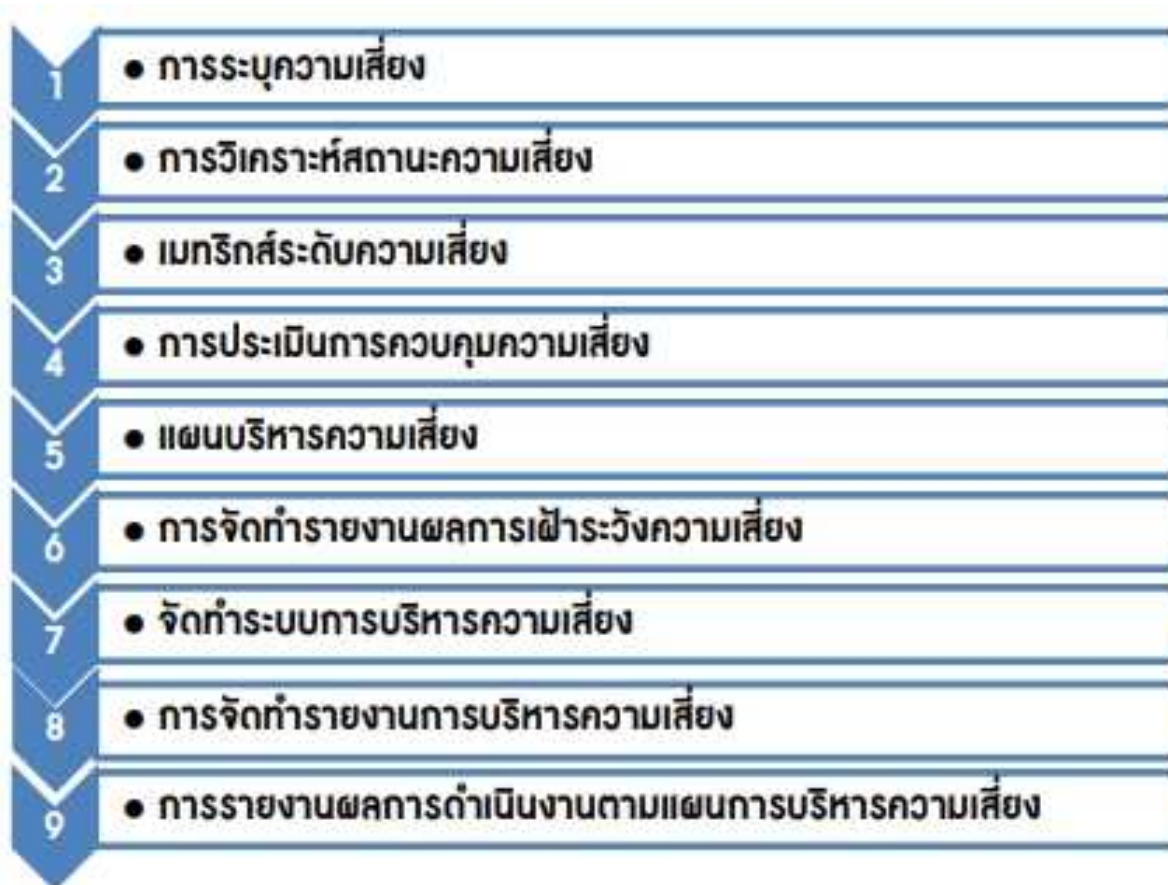 1 • การระบุความเสี่ยง
2 • การวิเคราะห์สถานะความเสี่ยง
3 • เมทริกส์ระดับความเสี่ยง
4 • การประเมินการควบคุมความเสี่ยง
5 • แผนบริหารความเสี่ยง
6 • การจัดทำรายงานผลการเฝ้าระวังความเสี่ยง
7 • จัดทำระบบการบริหารความเสี่ยง
8 • การจัดทำรายงานการบริหารความเสี่ยง
9 • การรายงานผลการดำเนินงานตามแผนการบริหารความเสี่ยง